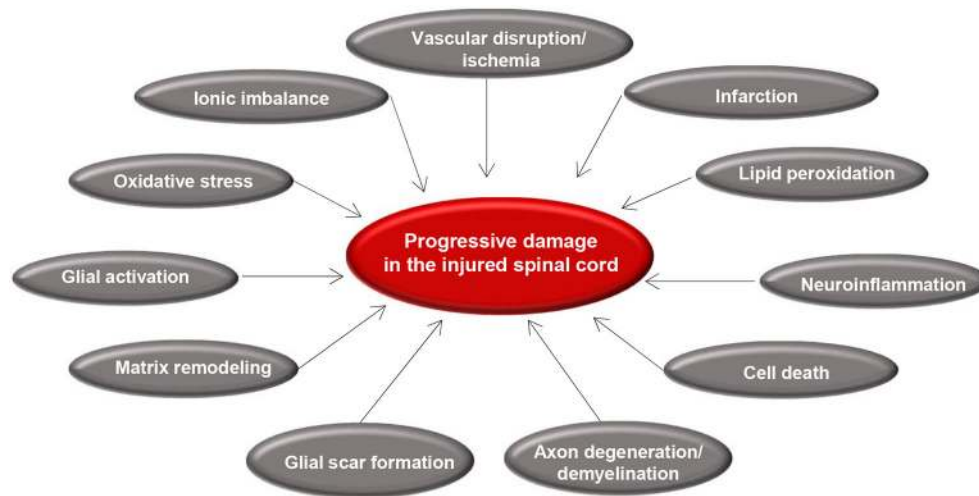 Vascular disruption/
ischemia
Ionic imbalance
Infarction
Oxidative stress
Lipid peroxidation
Progressive damage
in the injured spinal cord
Glial activation
Neuroinflammation
Matrix remodeling
Cell death
Glial scar formation
Axon degeneration/
demyelination